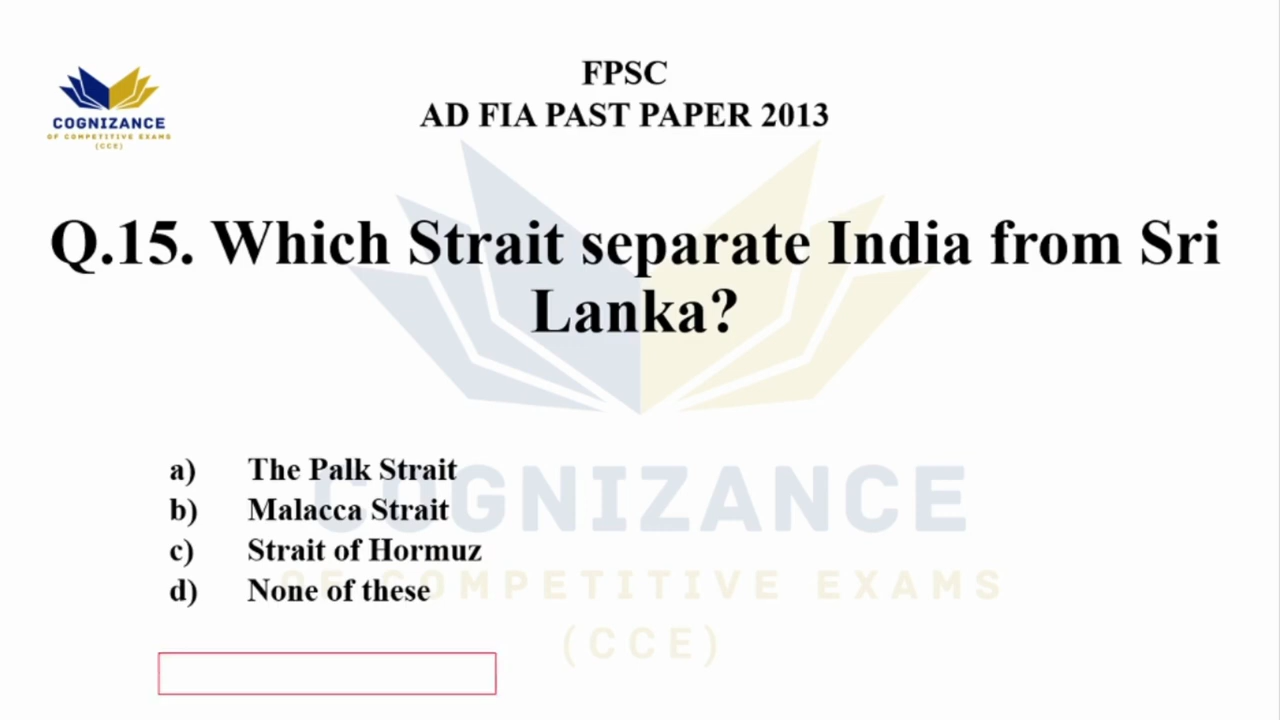 COGNIZANCE
OF COMPETITIVE EXAMS
(CCE)
FPSC
AD FIA PAST PAPER 2013
Q.15. Which Strait separate India from Sri
Lanka?
a) The Palk Strait
b) Malacca Strait
c) Strait of Hormuz
d) None of these
COGNIZANCE
OF COMPETITIVE EXAMS
(CCE)